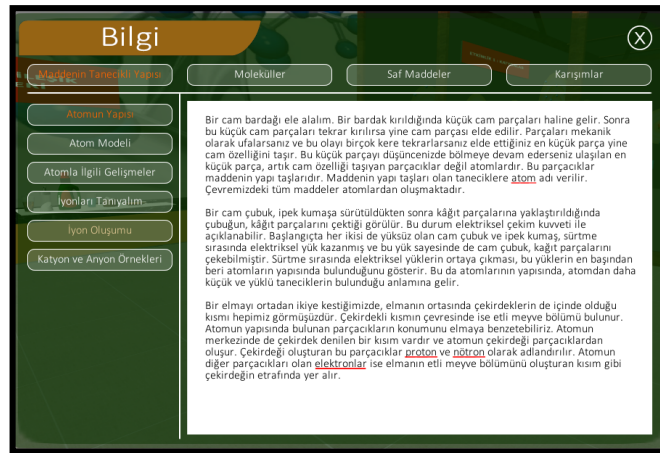 Bilgi
X
Maddenin Tanecikli Yapısı
Moleküller
Saf Maddeler
Karışımlar
Atomun Yapısı
Atom Modeli
Atomla İlgili Gelişmeler
İyonları Tanıyalım
İyon Oluşumu
Katyon ve Anyon Örnekleri
Bir cam bardağı ele alalım. Bir bardak kırıldığında küçük cam parçaları haline gelir. Sonra
bu küçük cam parçaları tekrar kırılırsa yine cam parçası elde edilir. Parçaları mekanik
olarak ufalarsanız ve bu olayı birçok kere tekrarlarsanız elde ettiğiniz en küçük parça yine
cam özelliğini taşır. Bu küçük parçayı düşüncenizde bölmeye devam ederseniz ulaşılan en
küçük parça, artık cam özelliği taşıyan parçacıklar değil atomlardır. Bu parçacıklar
maddenin yapı taşlarıdır. Maddenin yapı taşları olan taneciklere atom adı verilir.
Çevremizdeki tüm maddeler atomlardan oluşmaktadır.
Bir cam çubuk, ipek kumaşa sürütüldükten sonra kâğıt parçalarına yaklaştırıldığında
çubuğun, kâğıt parçalarını çektiği görülür. Bu durum elektriksel çekim kuvveti ile
açıklanabilir. Başlangıçta her ikisi de yüksüz olan cam çubuk ve ipek kumaş, sürtme
sırasında elektriksel yük kazanmış ve bu yük sayesinde de cam çubuk, kağıt parçalarını
çekebilmiştir. Sürtme sırasında elektriksel yüklerin ortaya çıkması, bu yüklerin en başından
beri atomların yapısında bulunduğunu gösterir. Bu da atomlarının yapısında, atomdan daha
küçük ve yüklü taneciklerin bulunduğu anlamına gelir.
Bir elmayı ortadan ikiye kestiğimizde, elmanın ortasında çekirdeklerin de içinde olduğu
kısmı hepimiz görmüşüzdür. Çekirdekli kısmın çevresinde ise etli meyve bölümü bulunur.
Atomun yapısında bulunan parçacıkların konumunu elmaya benzetebiliriz. Atomun
merkezinde de çekirdek denilen bir kısım vardır ve atomun çekirdeği parçacıklardan
oluşur. Çekirdeği oluşturan bu parçacıklar proton ve nötron olarak adlandırılır. Atomun
diğer parçacıkları olan elektronlar ise elmanın etli meyve bölümünü oluşturan kısım gibi
çekirdeğin etrafında yer alır.